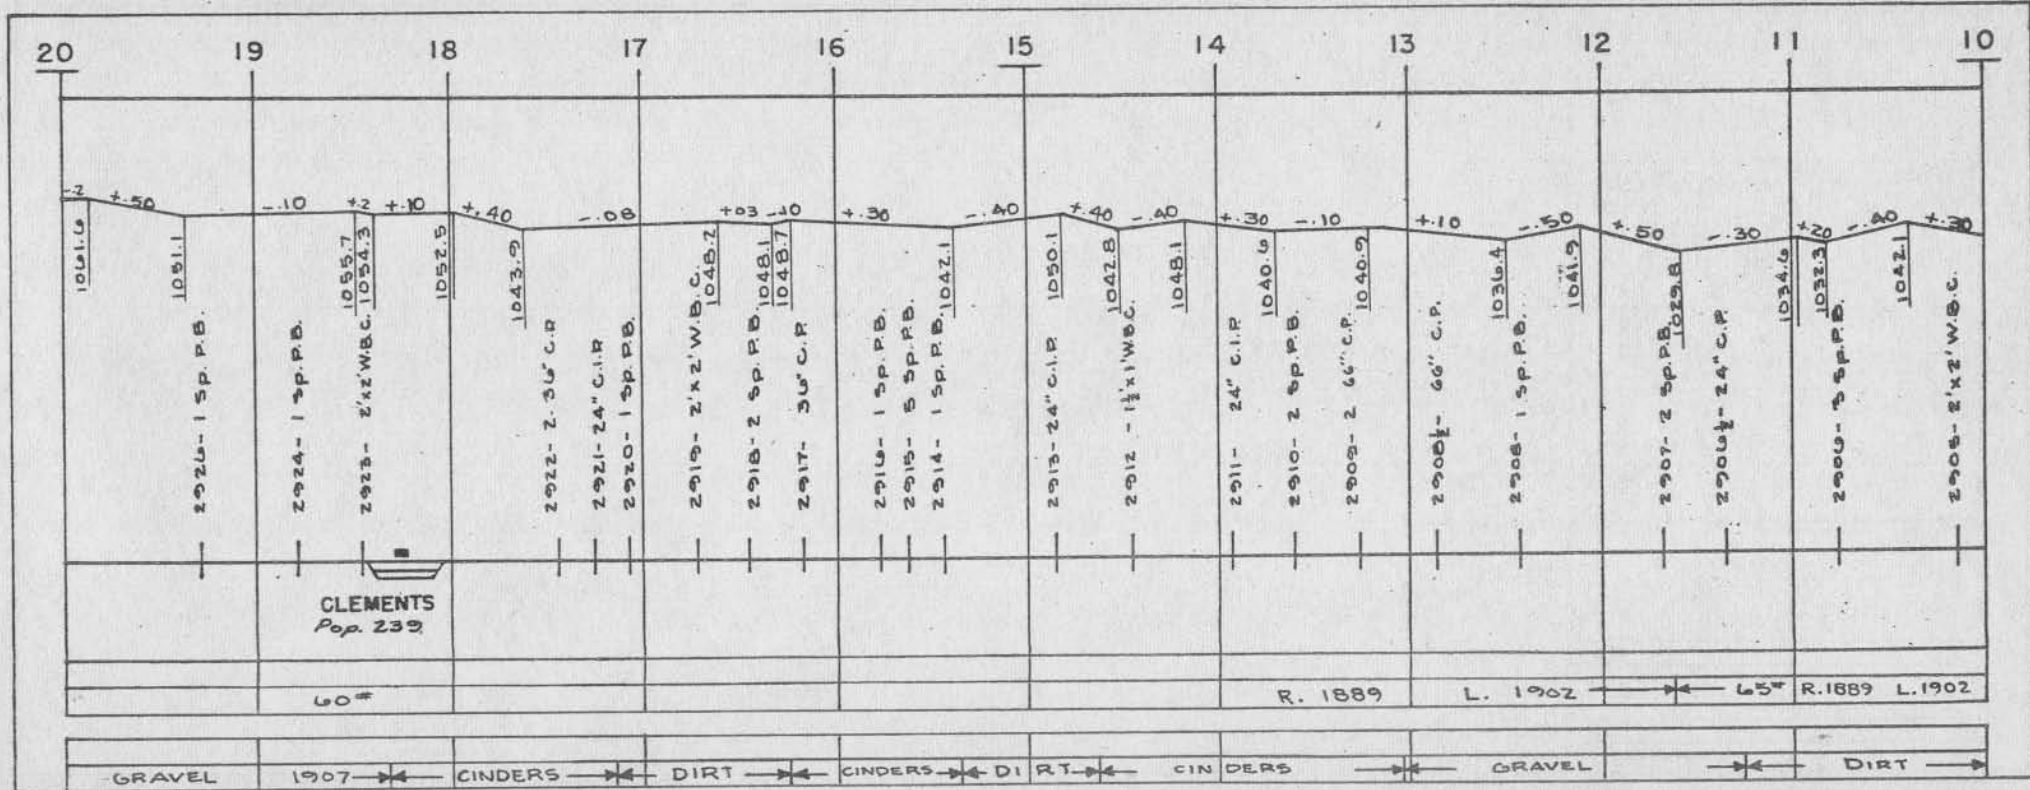 20 19 18 17 16 15 14 13 12 11 10
-.2 +.50 -.10 +.2 +.10 +.40 -.08 +.03 -.10 +.30 -.40 +.40 -.40 +.30 -.10 +.10 -.50 +.50 -.30 +.20 -.40 +.30
1061.6
1051.1
1055.7
1054.3
1052.5
1043.9
1048.2
1048.1
1048.7
1042.1
1050.1
1042.8
1048.1
1040.6
1040.9
1036.4
1041.9
1029.8
1034.6
1032.3
1042.1
2926- 1 Sp. P.B.
2924- 1 Sp. P.B.
2923- 2'x2' W.B.C.
2922- 2. 36" C.I.P.
2921- 24" C.I.P.
2920- 1 Sp. P.B.
2919- 2'x2' W.B.C.
2918- 2 Sp. P.B.
2917- 36" C.I.P.
2916- 1 Sp. P.B.
2915- 5 Sp. P.B.
2914- 1 Sp. P.B.
2913- 24" C.I.P.
2912 - 1½'x1' W.B.C.
2911- 24" C.I.P.
2910- 2 Sp. P.B.
2909- 2 66" C.P.
2908½- 66" C.P.
2908- 1 Sp. P.B.
2907- 2 Sp. P.B.
2906½- 24" C.P.
2906- 3 Sp. P.B.
2905- 2'x2' W.B.C.
CLEMENTS
Pop. 239
60# R. 1889 L. 1902 65# R.1889 L.1902
GRAVEL 1907 CINDERS DIRT CINDERS DIRT CINDERS GRAVEL DIRT